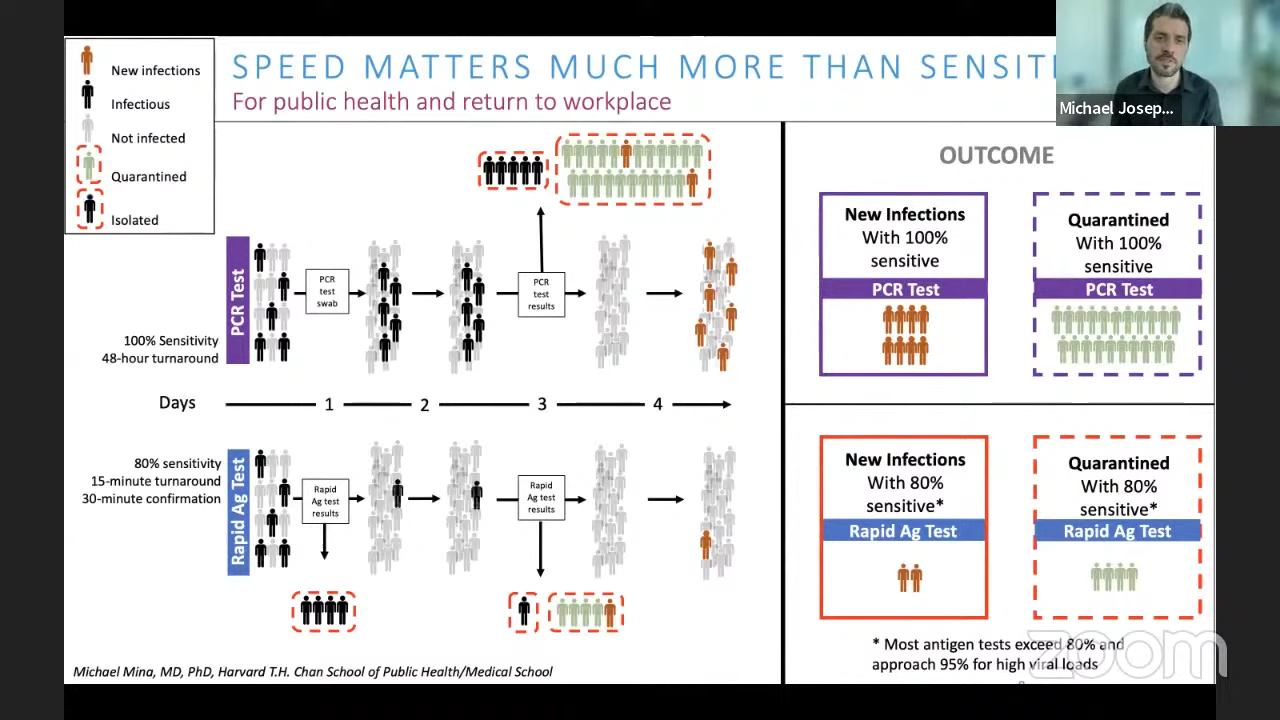 New infections
Infectious
Not infected
Quarantined
Isolated
SPEED MATTERS MUCH MORE THAN SENSITI
For public health and return to workplace
Michael Josep...
PCR Test
100% Sensitivity
48-hour turnaround
PCR
test
swab
PCR
test
results
Days
1
2
3
4
80% sensitivity
15-minute turnaround
30-minute confirmation
Rapid Ag Test
Rapid
Ag test
results
Rapid
Ag test
results
OUTCOME
New Infections
With 100%
sensitive
PCR Test
Quarantined
With 100%
sensitive
PCR Test
New Infections
With 80%
sensitive*
Rapid Ag Test
Quarantined
With 80%
sensitive*
Rapid Ag Test
* Most antigen tests exceed 80% and
approach 95% for high viral loads
Michael Mina, MD, PhD, Harvard T.H. Chan School of Public Health/Medical School
zoom